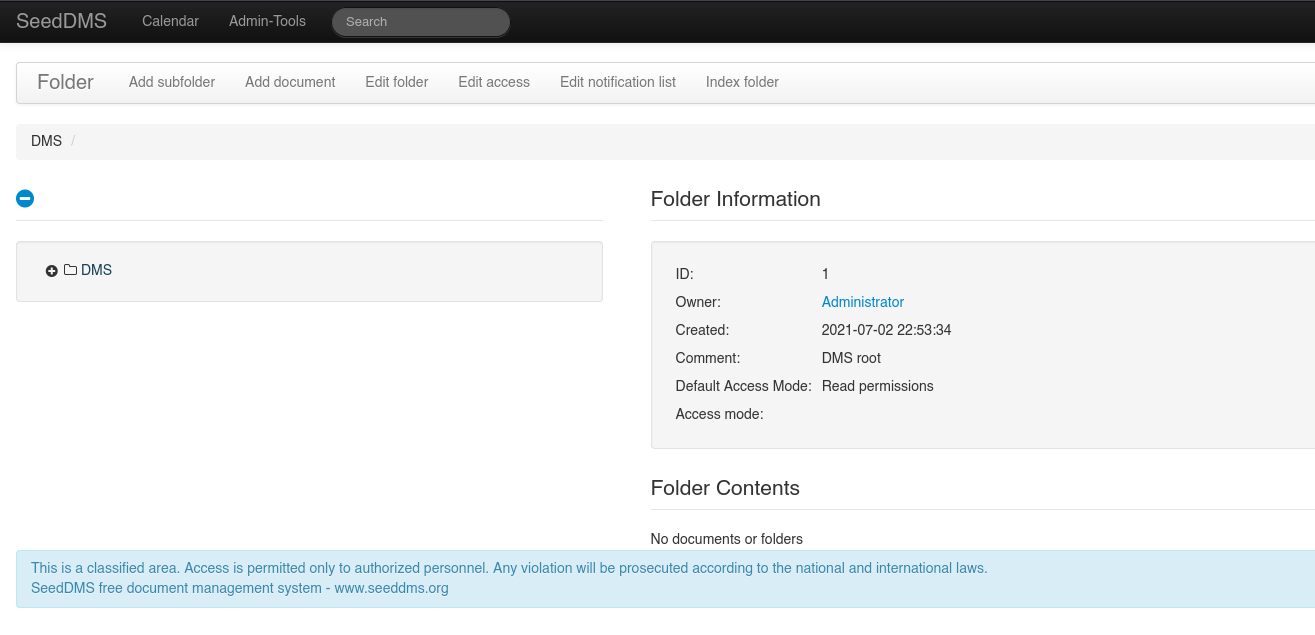 SeedDMS Calendar Admin-Tools Search
Folder Add subfolder Add document Edit folder Edit access Edit notification list Index folder
DMS /
DMS
Folder Information
ID: 1
Owner: Administrator
Created: 2021-07-02 22:53:34
Comment: DMS root
Default Access Mode: Read permissions
Access mode:
Folder Contents
No documents or folders
This is a classified area. Access is permitted only to authorized personnel. Any violation will be prosecuted according to the national and international laws.
SeedDMS free document management system - www.seeddms.org